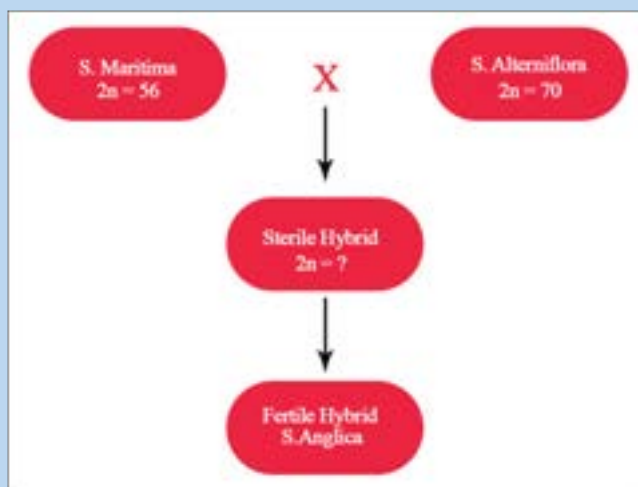 S. Maritima
2n = 56
X
S. Alterniflora
2n = 70
Sterile Hybrid
2n = ?
Fertile Hybrid
S.Anglica